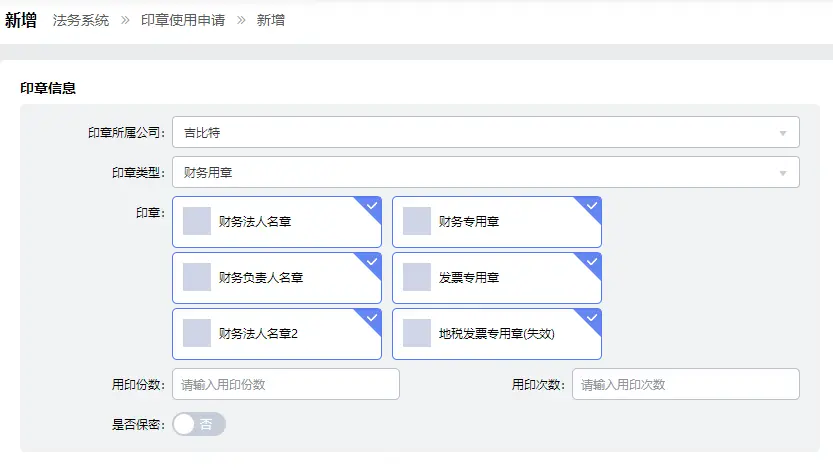 新增 法务系统 » 印章使用申请 » 新增
印章信息
印章所属公司: 吉比特
印章类型: 财务用章
印章: 财务法人名章 财务专用章
财务负责人名章 发票专用章
财务法人名章2 地税发票专用章(失效)
用印份数: 请输入用印份数 用印次数: 请输入用印次数
是否保密: 否